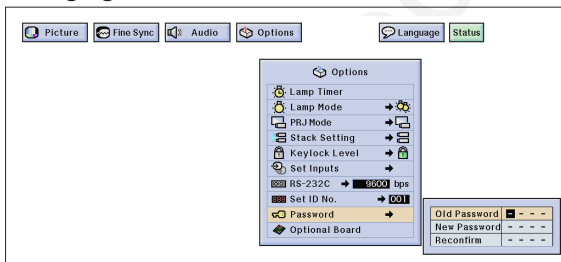 Picture Fine Sync Audio Options Language Status
Options
Lamp Timer
Lamp Mode
PRJ Mode
Stack Setting
Keylock Level
Set Inputs
RS-232C 9600 bps
Set ID No. 001
Password
Optional Board
Old Password - - - -
New Password - - - -
Reconfirm - - - -